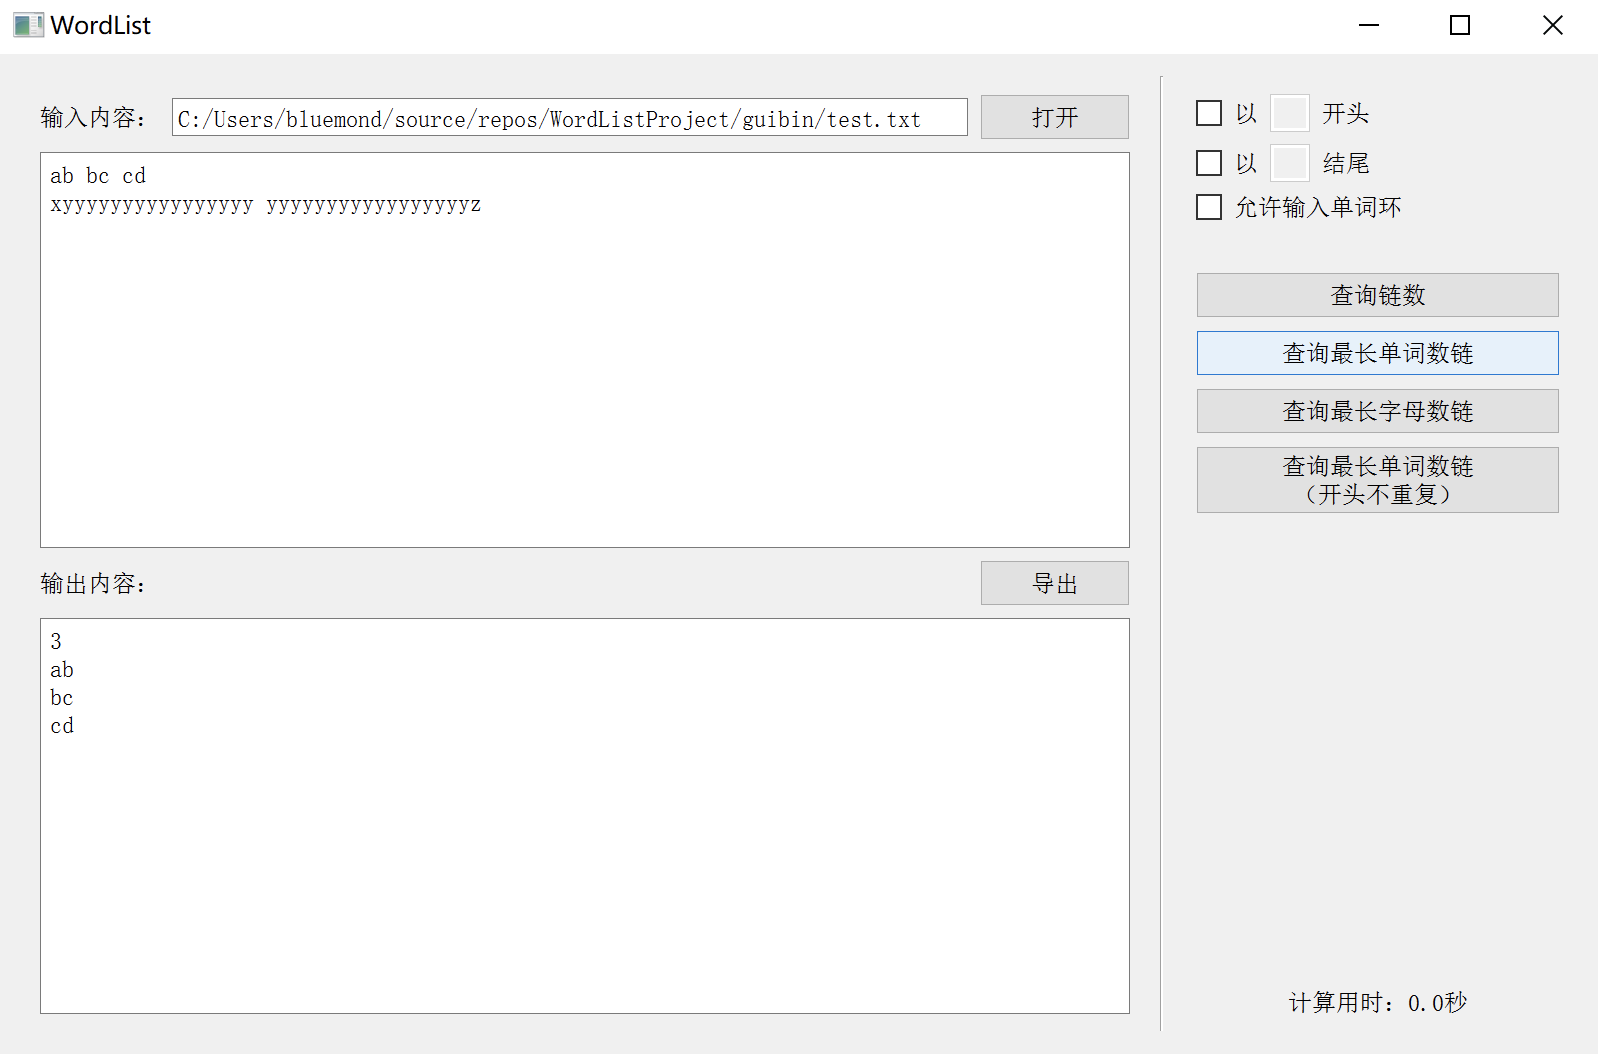 WordList
输入内容： C:/Users/bluemond/source/repos/WordListProject/guibin/test.txt 打开
ab bc cd
xyyyyyyyyyyyyyyyy yyyyyyyyyyyyyyyyyz
输出内容： 导出
3
ab
bc
cd
以 开头
以 结尾
允许输入单词环
查询链数
查询最长单词数链
查询最长字母数链
查询最长单词数链
（开头不重复）
计算用时：0.0秒